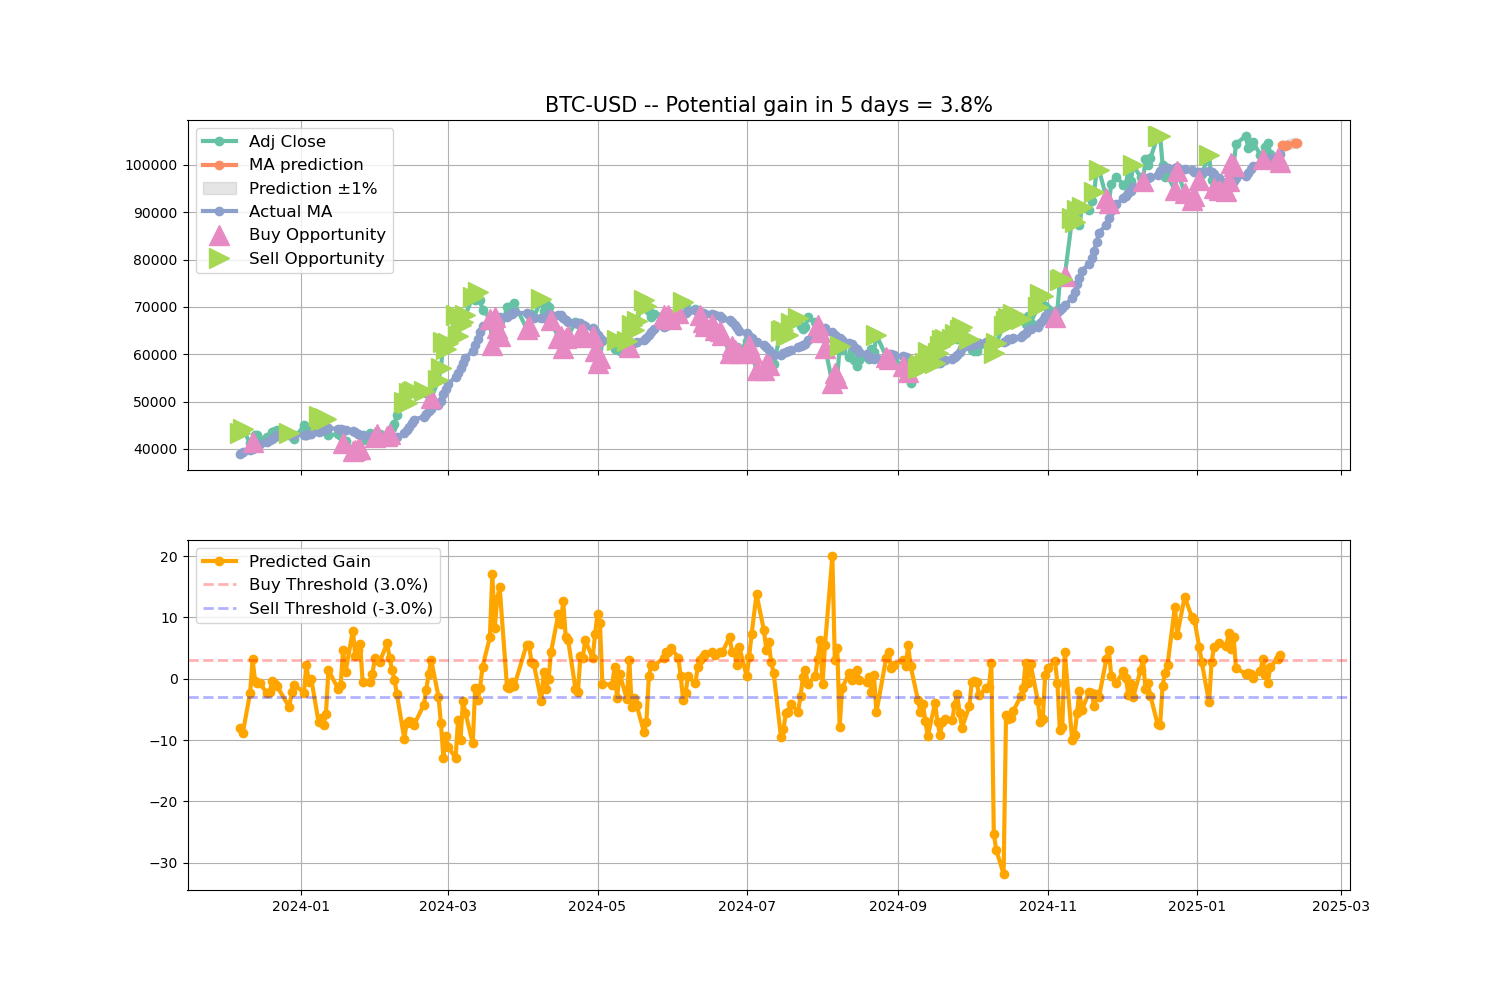 BTC-USD -- Potential gain in 5 days = 3.8%
Adj Close
MA prediction
Prediction ±1%
Actual MA
Buy Opportunity
Sell Opportunity
100000
90000
80000
70000
60000
50000
40000
Predicted Gain
Buy Threshold (3.0%)
Sell Threshold (-3.0%)
20
10
0
−10
−20
−30
2024-01
2024-03
2024-05
2024-07
2024-09
2024-11
2025-01
2025-03